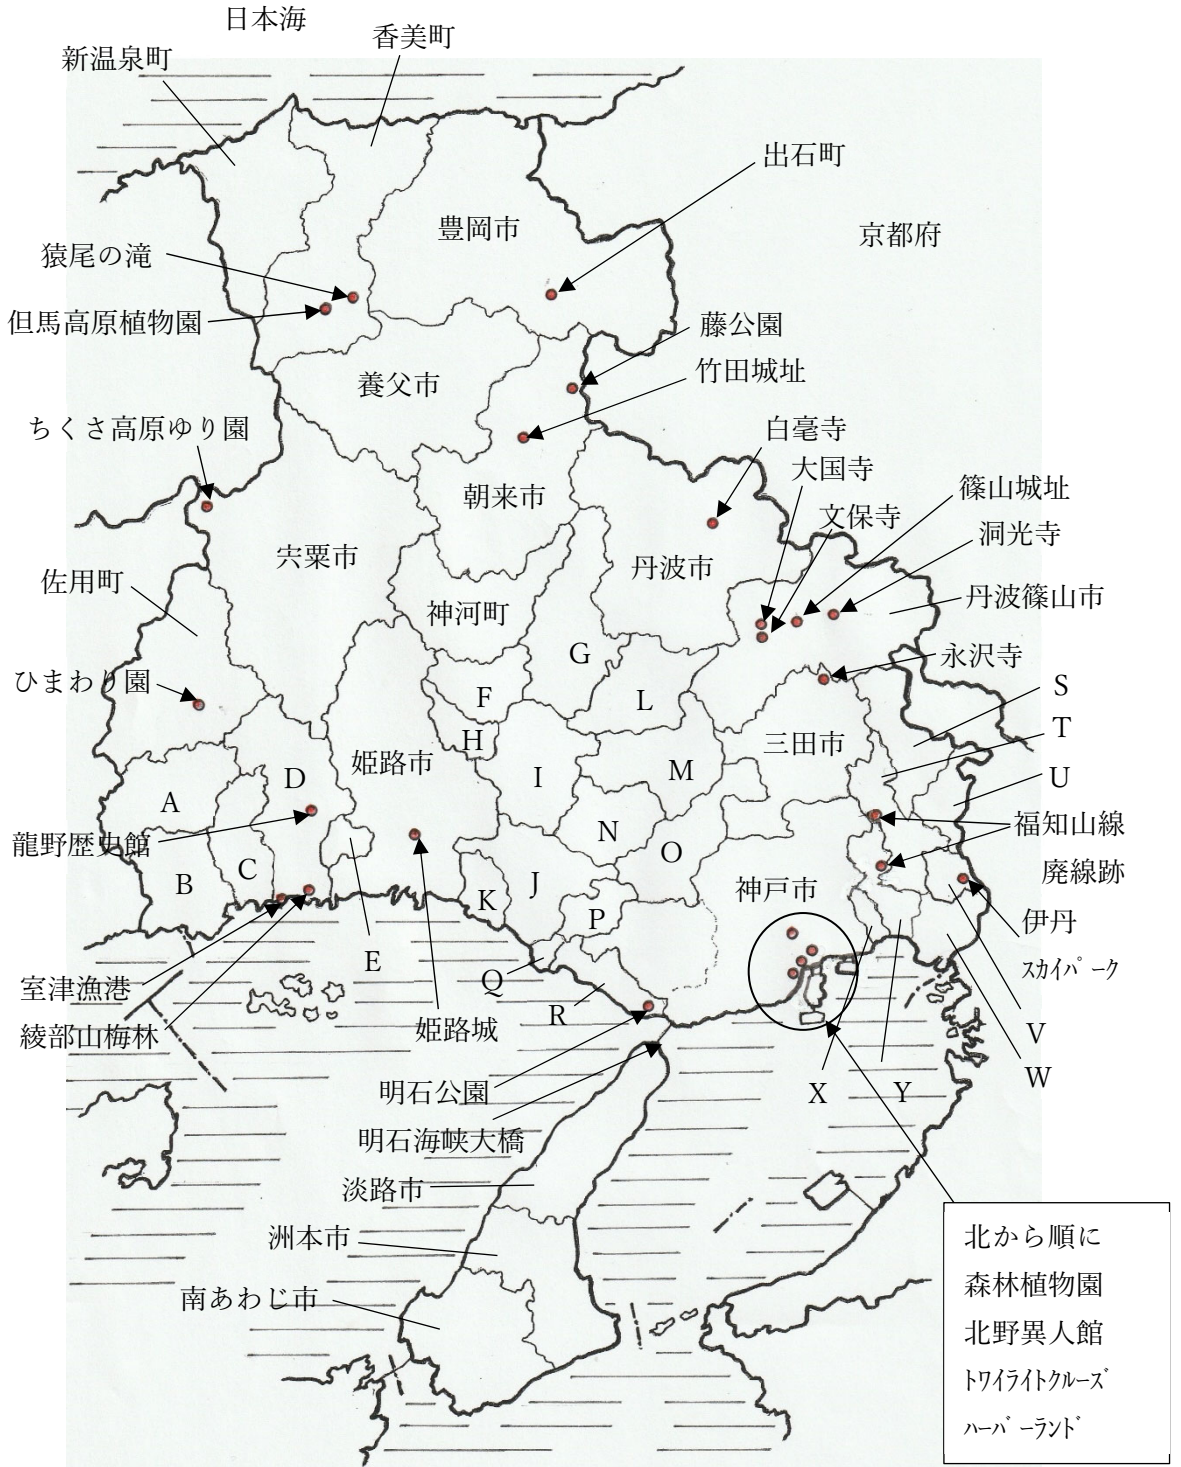 日本海
香美町
新温泉町
出石町
豊岡市
京都府
猿尾の滝
但馬高原植物園
藤公園
竹田城址
養父市
ちくさ高原ゆり園
白毫寺
大国寺
篠山城址
朝来市
文保寺
洞光寺
宍粟市
丹波市
佐用町
丹波篠山市
神河町
G
永沢寺
ひまわり園
S
F
L
T
H
三田市
姫路市
D
I
M
U
A
福知山線
廃線跡
龍野歴史館
N
O
C
B
J
K
神戸市
P
伊丹
スカイパーク
E
Q
室津漁港
R
姫路城
綾部山梅林
V
W
明石公園
X
Y
明石海峡大橋
淡路市
洲本市
南あわじ市
北から順に
森林植物園
北野異人館
トワイライトクルーズ
ハーバーランド